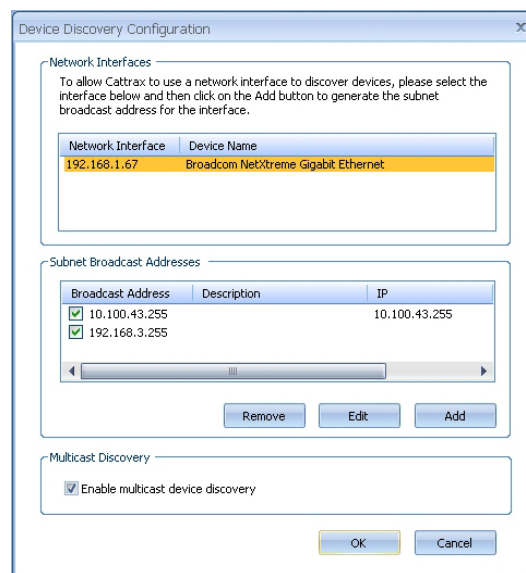 Device Discovery Configuration
x
Network Interfaces
To allow Cattrax to use a network interface to discover devices, please select the
interface below and then click on the Add button to generate the subnet
broadcast address for the interface.
Network Interface Device Name
192.168.1.67 Broadcom NetXtreme Gigabit Ethernet
Subnet Broadcast Addresses
Broadcast Address Description IP
10.100.43.255 10.100.43.255
192.168.3.255
Remove Edit Add
Multicast Discovery
Enable multicast device discovery
OK Cancel